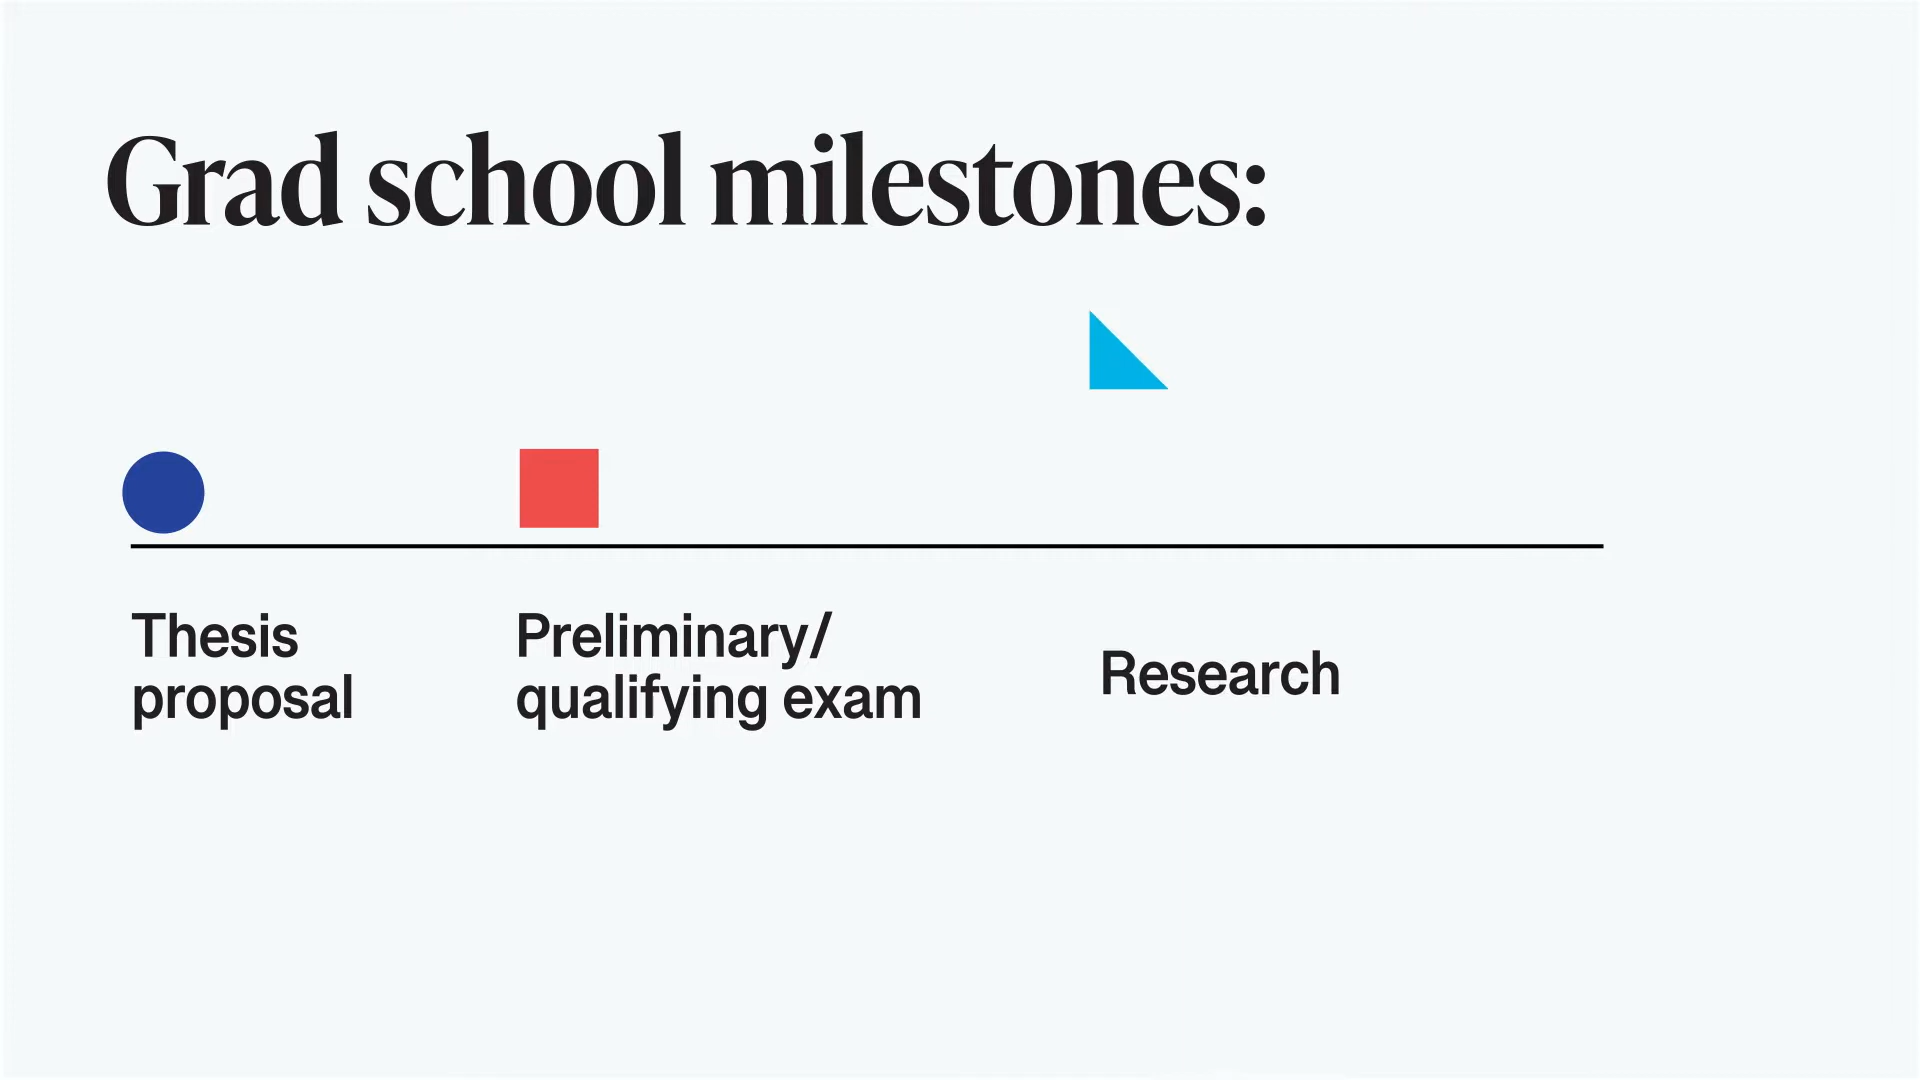 Grad school milestones:
Thesis
proposal
Preliminary/
qualifying exam
Research